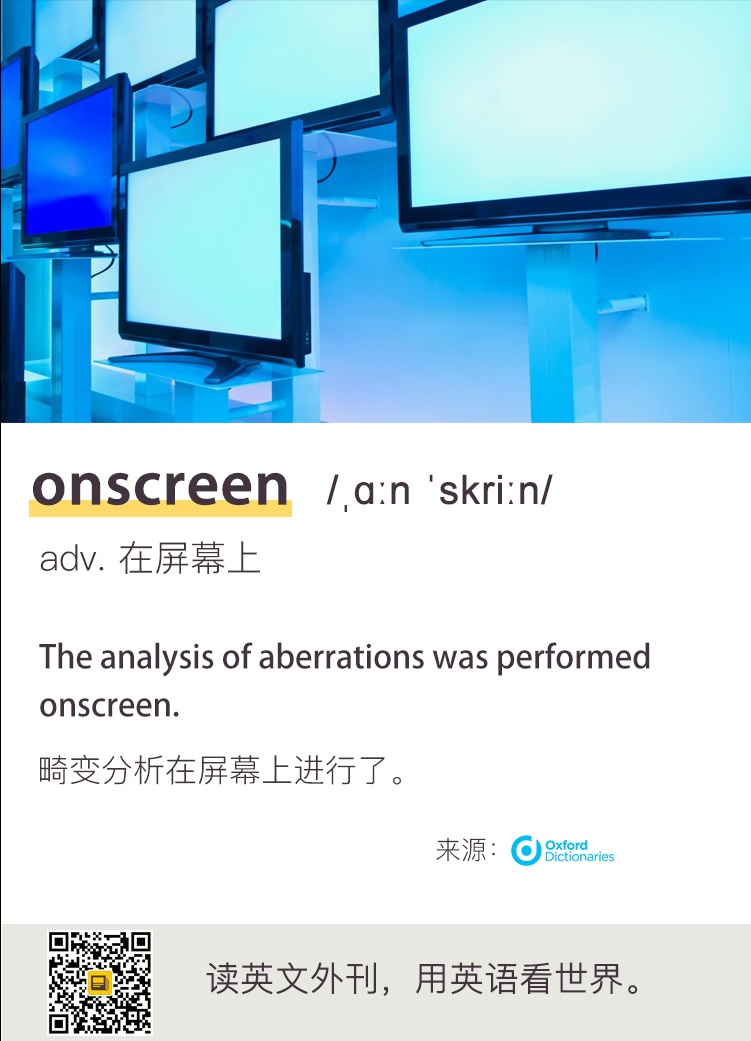 onscreen /ˌɑːn ˈskriːn/
adv. 在屏幕上
The analysis of aberrations was performed
onscreen.
畸变分析在屏幕上进行了。
来源：Oxford
Dictionaries
读英文外刊，用英语看世界。